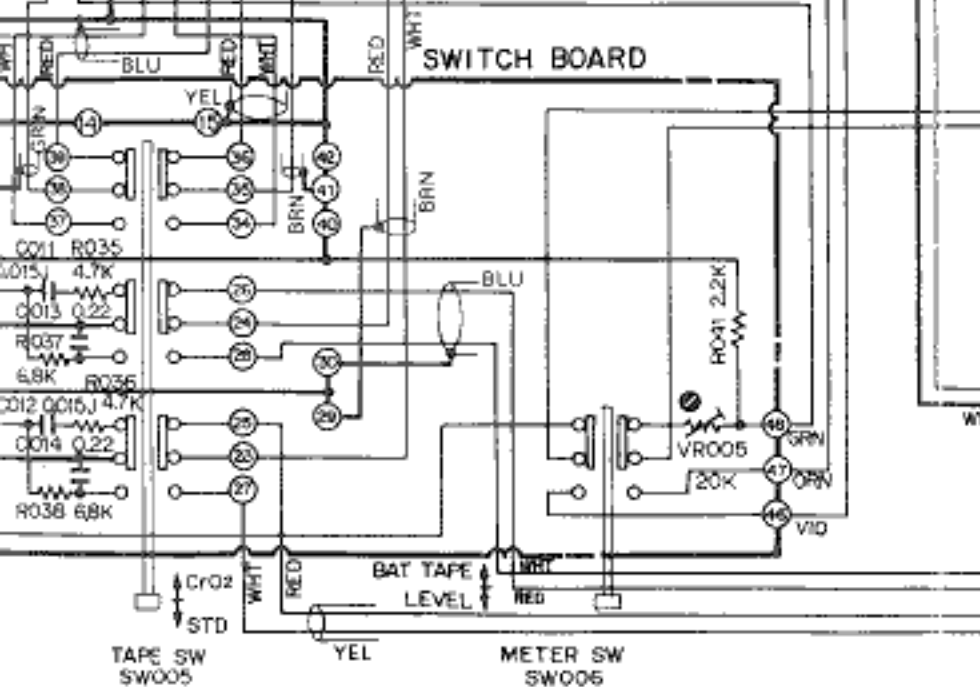 WHT
RED
BLU
RED
WHT
RED
WHT
SWITCH BOARD
YEL
14
15
GRN
39
36
42
38
35
41
37
34
40
BRN
BRN
C011 R035
.015J 4.7K
26
BLU
C013 0.22
24
R041 2.2K
R037
28
30
6.8K
R036
C012 0.015J 4.7K
29
25
C014 0.22
VR005
GRN
23
47
20K
ORN
27
R038 6.8K
VIO
WHT
RED
BAT TAPE
WHT
CrO2
LEVEL
RED
STD
YEL
TAPE SW
SW005
METER SW
SW006